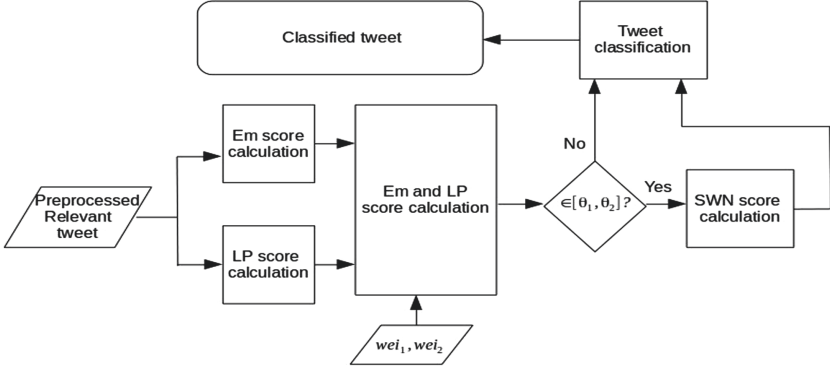 Classified tweet
Tweet
classification
Em score
calculation
No
Em and LP
score calculation
Preprocessed
Relevant
tweet
∈[θ₁,θ₂]?
Yes
SWN score
calculation
LP score
calculation
wei₁,wei₂